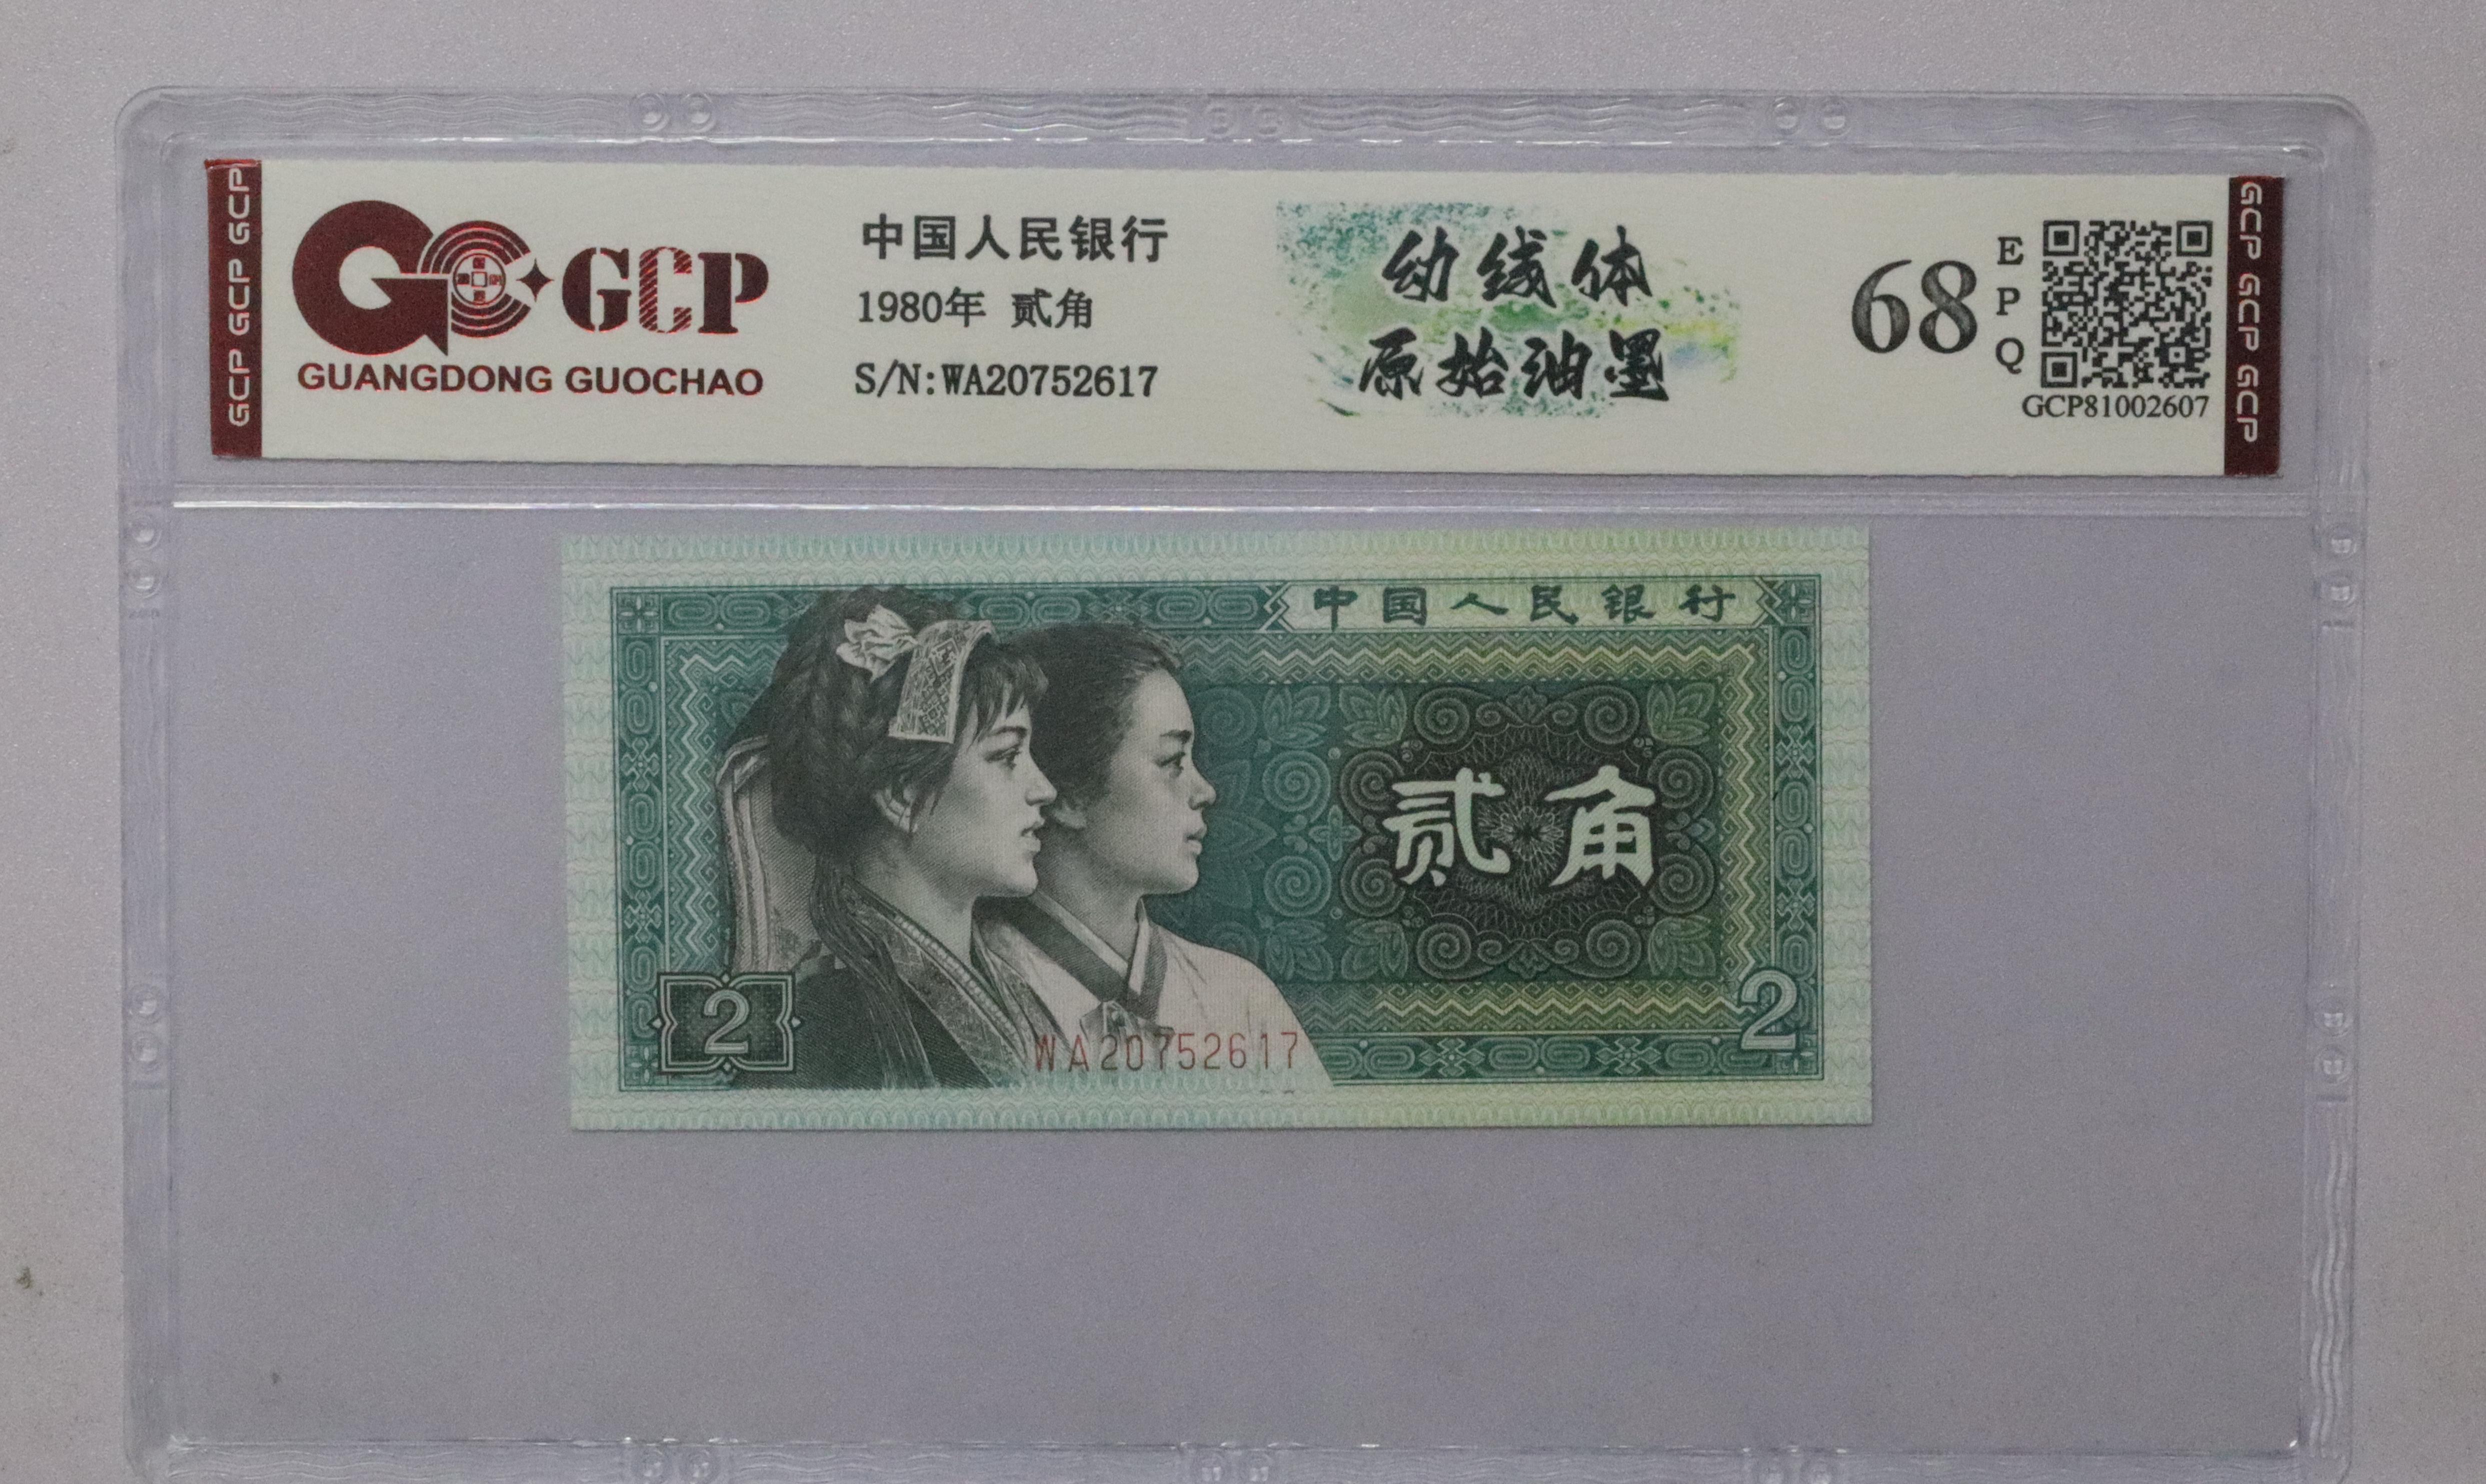 GCP GCP GCP
GCP
GUANGDONG GUOCHAO
中国人民银行
1980年 贰角
S/N:WA20752617
幼线体
原始油墨
68
EPQ
GCP81002607
GCP GCP GCP
中国人民银行
贰角
2
WA20752617
2